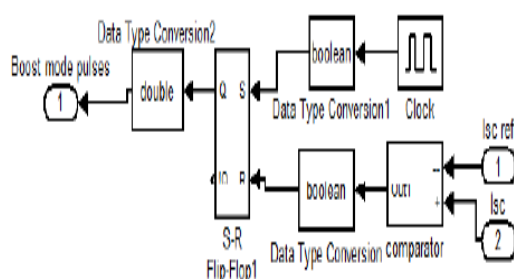 Data Type Conversion2
Boost mode pulses
1
double
Q
S
boolean
Data Type Conversion1
Clock
!Q
R
S-R
Flip-Flop1
boolean
Data Type Conversion
OUT1
comparator
Isc ref
1
Isc
2